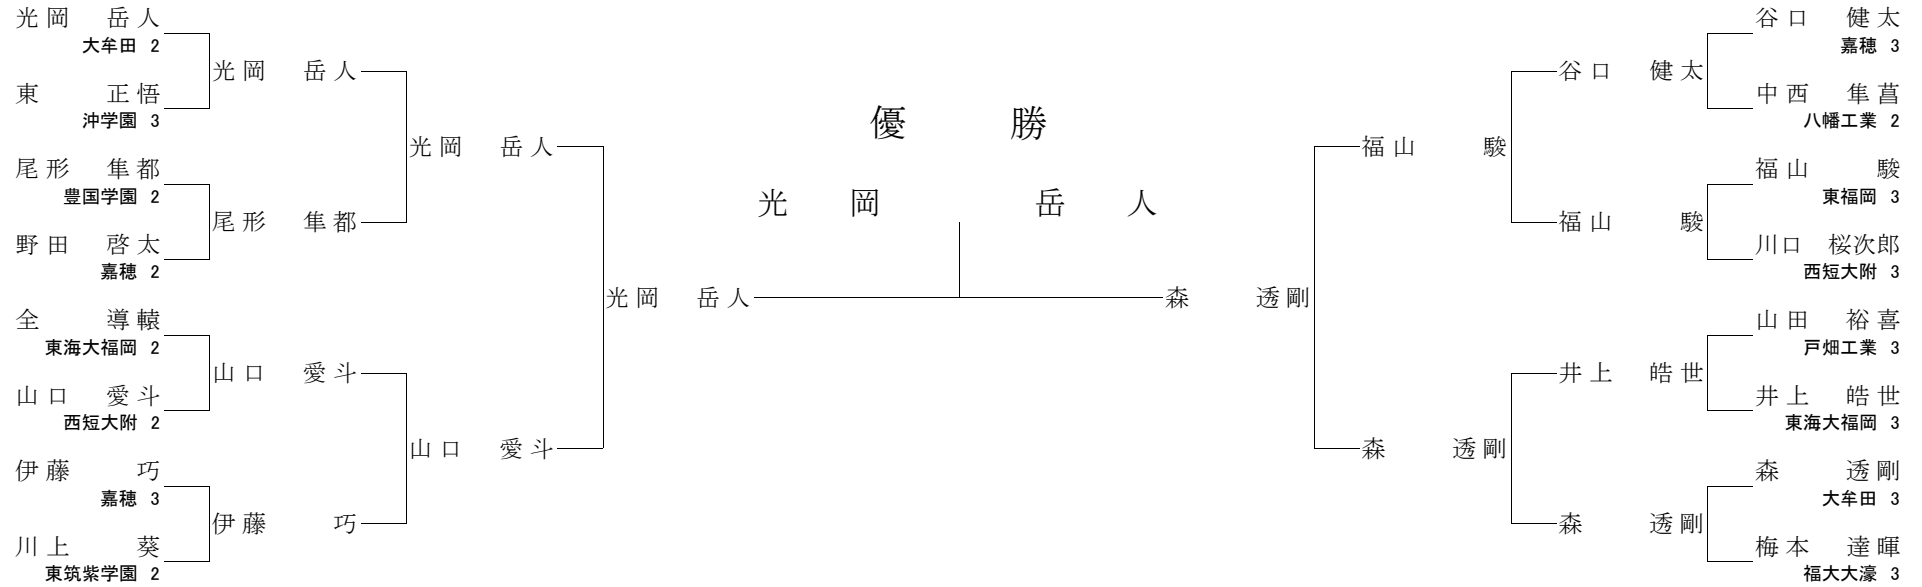 光岡 岳人
大牟田 2
東 正悟
沖学園 3
尾形 隼都
豊国学園 2
野田 啓太
嘉穂 2
全 導轅
東海大福岡 2
山口 愛斗
西短大附 2
伊藤 巧
嘉穂 3
川上 葵
東筑紫学園 2
光岡 岳人
尾形 隼都
山口 愛斗
伊藤 巧
光岡 岳人
山口 愛斗
光岡 岳人
優勝
光岡 岳人
森 透剛
福山 駿
森 透剛
谷口 健太
福山 駿
井上 皓世
森 透剛
谷口 健太
嘉穂 3
中西 隼菖
八幡工業 2
福山 駿
東福岡 3
川口 桜次郎
西短大附 3
山田 裕喜
戸畑工業 3
井上 皓世
東海大福岡 3
森 透剛
大牟田 3
梅本 達暉
福大大濠 3